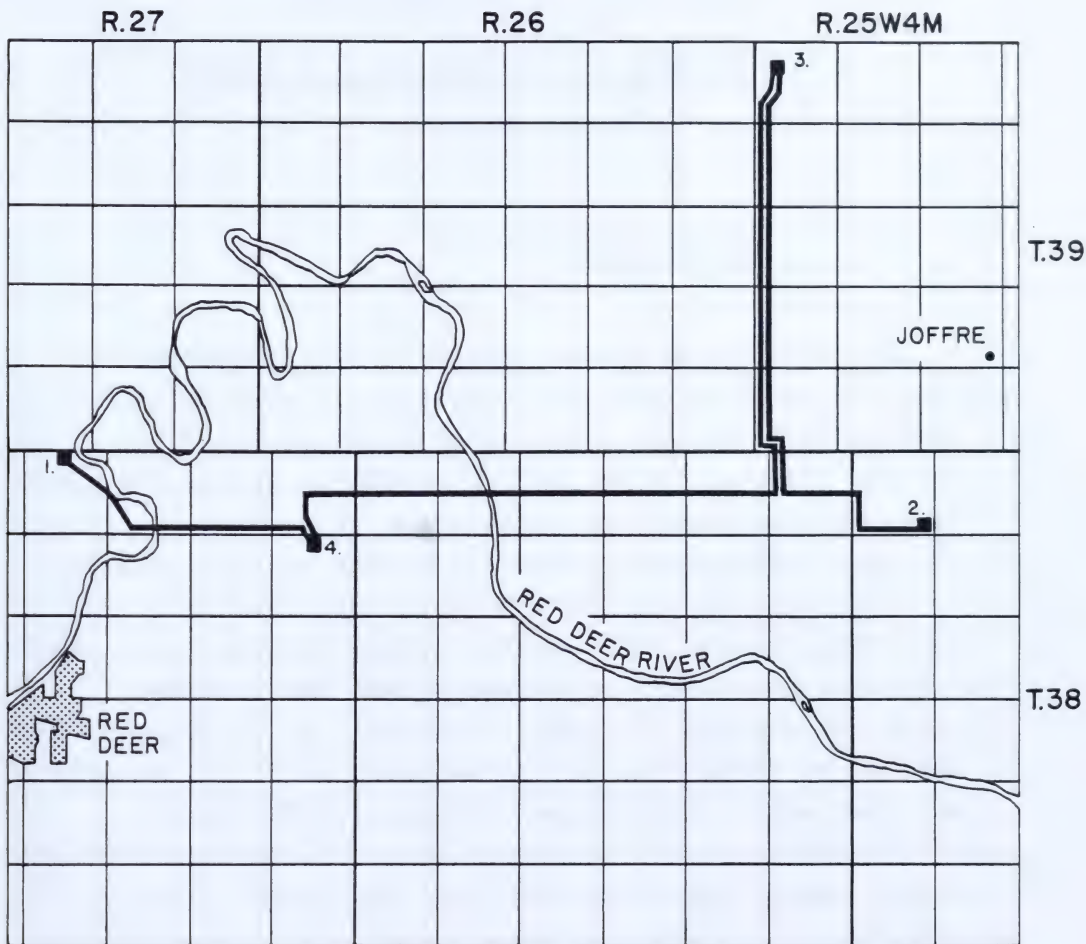 R.27 R.26 R.25W4M
3.
T.39
JOFFRE
1.
2.
4.
RED DEER RIVER
T.38
RED
DEER